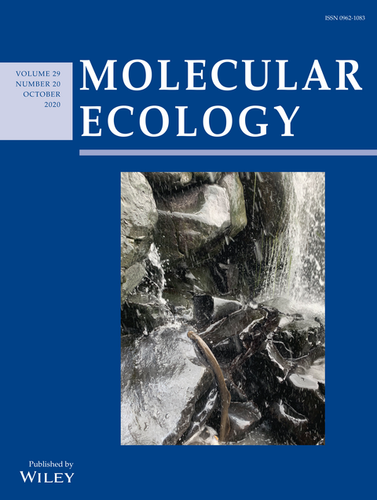 ISSN 0962-1083
VOLUME 29
NUMBER 20
OCTOBER
2020
MOLECULAR
ECOLOGY
Published by
WILEY